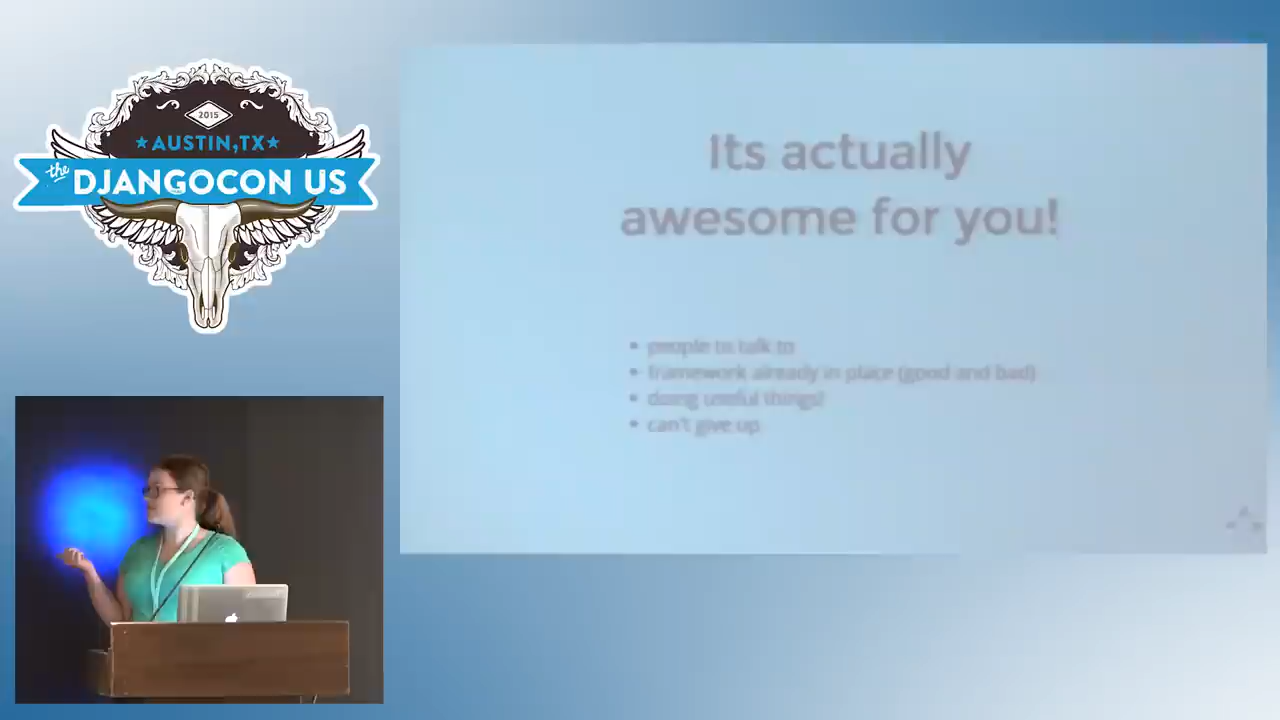 2015
AUSTIN,TX
the
DJANGOCON US
Its actually
awesome for you!
people to talk to
framework already in place (good and bad)
doing useful things!
can't give up